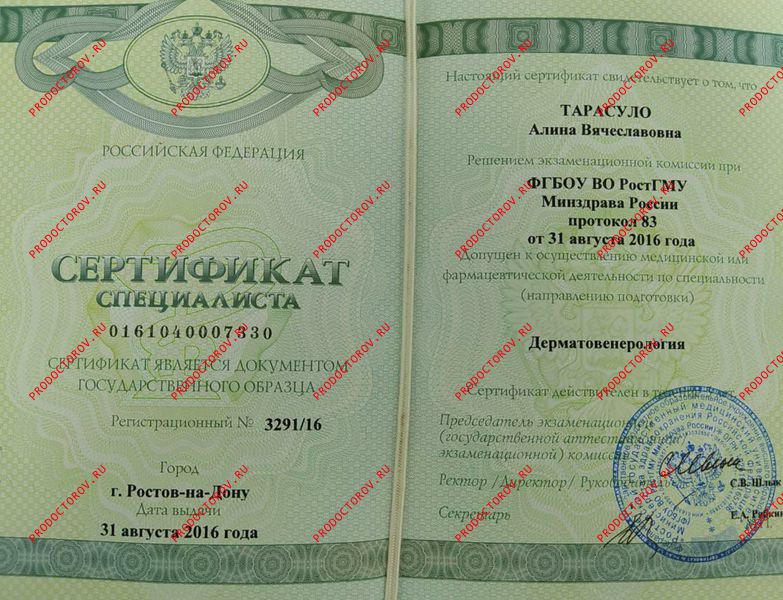 РОССИЙСКАЯ ФЕДЕРАЦИЯ
СЕРТИФИКАТ
СПЕЦИАЛИСТА
0161040007330
СЕРТИФИКАТ ЯВЛЯЕТСЯ ДОКУМЕНТОМ
ГОСУДАРСТВЕННОГО ОБРАЗЦА
Регистрационный № 3291/16
Город
г. Ростов-на-Дону
Дата выдачи
31 августа 2016 года
Настоящий сертификат свидетельствует о том, что
ТАРАСУЛО
Алина Вячеславовна
Решением экзаменационной комиссии при
ФГБОУ ВО РостГМУ
Минздрава России
протокол 83
от 31 августа 2016 года
Допущен к осуществлению медицинской или
фармацевтической деятельности по специальности
(направлению подготовки)
Дерматовенерология
Сертификат действителен в
Председатель экзаменационной
(государственной аттестационной
экзаменационной) комиссии
Ректор / Директор / Руководитель
С.В. Шлык
Секретарь
PRODOCTOROV.RU